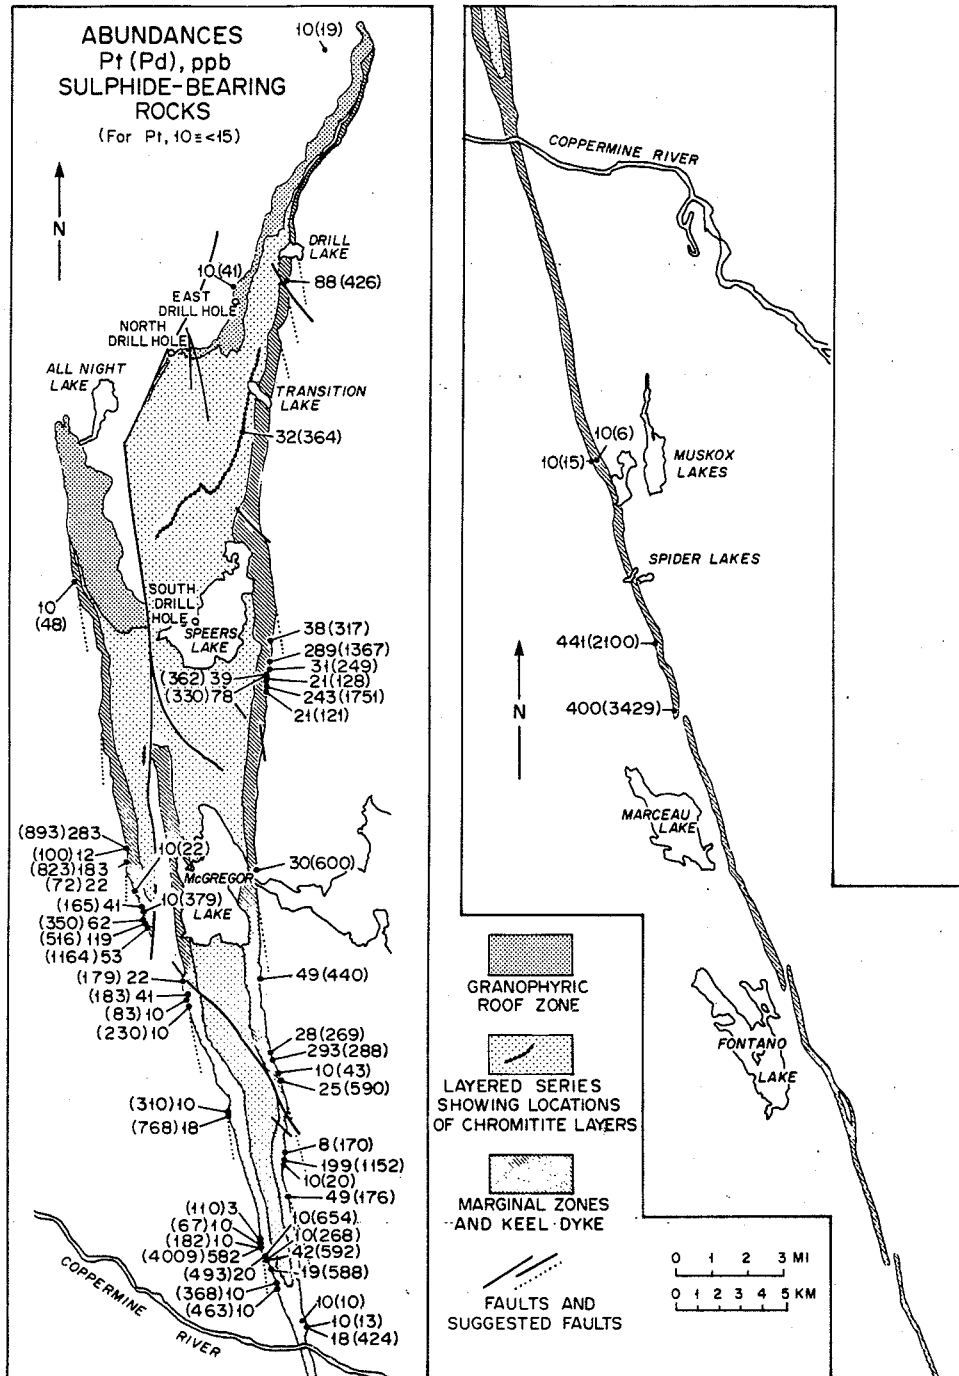 ABUNDANCES
Pt (Pd), ppb
SULPHIDE-BEARING
ROCKS
(For Pt, 10≡<15)
N
10(19)
DRILL
LAKE
10(41)
88(426)
EAST
DRILL HOLE
NORTH
DRILL HOLE
ALL NIGHT
LAKE
TRANSITION
LAKE
32(364)
10
(48)
SOUTH
DRILL
HOLE
SPEERS
LAKE
38(317)
289(1367)
31(249)
(362) 39
21(128)
(330) 78
243(1751)
21(121)
(893) 283
(100) 12
10(22)
(823) 183
(72) 22
30(600)
McGREGOR
LAKE
(165) 41
10(379)
(350) 62
(516) 119
(1164) 53
(179) 22
49(440)
(183) 41
(83) 10
(230) 10
28(269)
293(288)
10(43)
25(590)
(310) 10
(768) 18
8(170)
199(1152)
10(20)
49(176)
(110) 3
10(654)
(67) 10
10(268)
(182) 10
42(592)
(4009) 582
(493) 20
19(588)
(368) 10
(463) 10
10(10)
10(13)
18(424)
COPPERMINE
RIVER
COPPERMINE RIVER
10(6)
10(15)
MUSKOX
LAKES
SPIDER LAKES
441(2100)
N
400(3429)
MARCEAU
LAKE
FONTANO
LAKE
GRANOPHYRIC
ROOF ZONE
LAYERED SERIES
SHOWING LOCATIONS
OF CHROMITITE LAYERS
MARGINAL ZONES
AND KEEL DYKE
FAULTS AND
SUGGESTED FAULTS
0 1 2 3 MI
0 1 2 3 4 5 KM